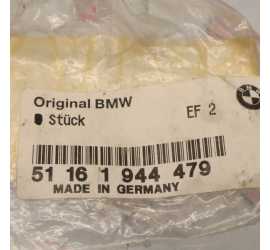 Original BMW
Stück
EF 2
51 16 1 944 479
MADE IN GERMANY